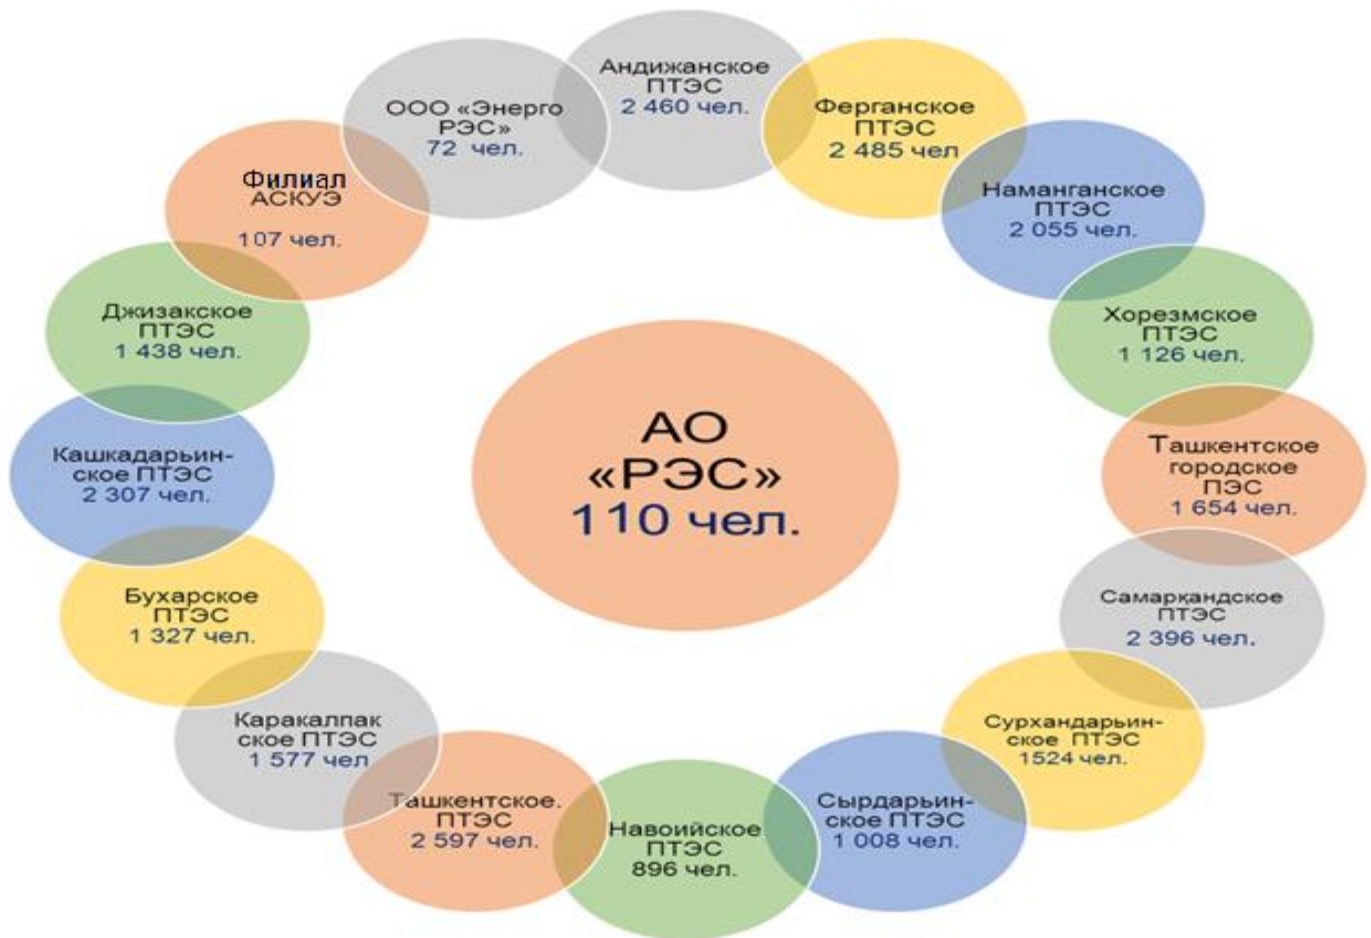 АО
«РЭС»
110 чел.
Андижанское
ПТЭС
2 460 чел.
Ферганское
ПТЭС
2 485 чел
Наманганское
ПТЭС
2 055 чел.
Хорезмское
ПТЭС
1 126 чел.
Ташкентское
городское
ПЭС
1 654 чел.
Самаркандское
ПТЭС
2 396 чел.
Сурхандарьин-
ское ПТЭС
1524 чел.
Сырдарьин-
ское ПТЭС
1 008 чел.
Навоийское.
ПТЭС
896 чел.
Ташкентское.
ПТЭС
2 597 чел.
Каракалпак
ское ПТЭС
1 577 чел
Бухарское
ПТЭС
1 327 чел.
Кашкадарьин-
ское ПТЭС
2 307 чел.
Джизакское
ПТЭС
1 438 чел.
Филиал
АСКУЭ
107 чел.
ООО «Энерго
РЭС»
72 чел.